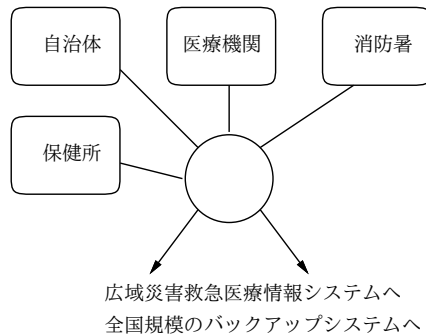 自治体
医療機関
消防暑
保健所
広域災害救急医療情報システムへ
全国規模のバックアップシステムへ